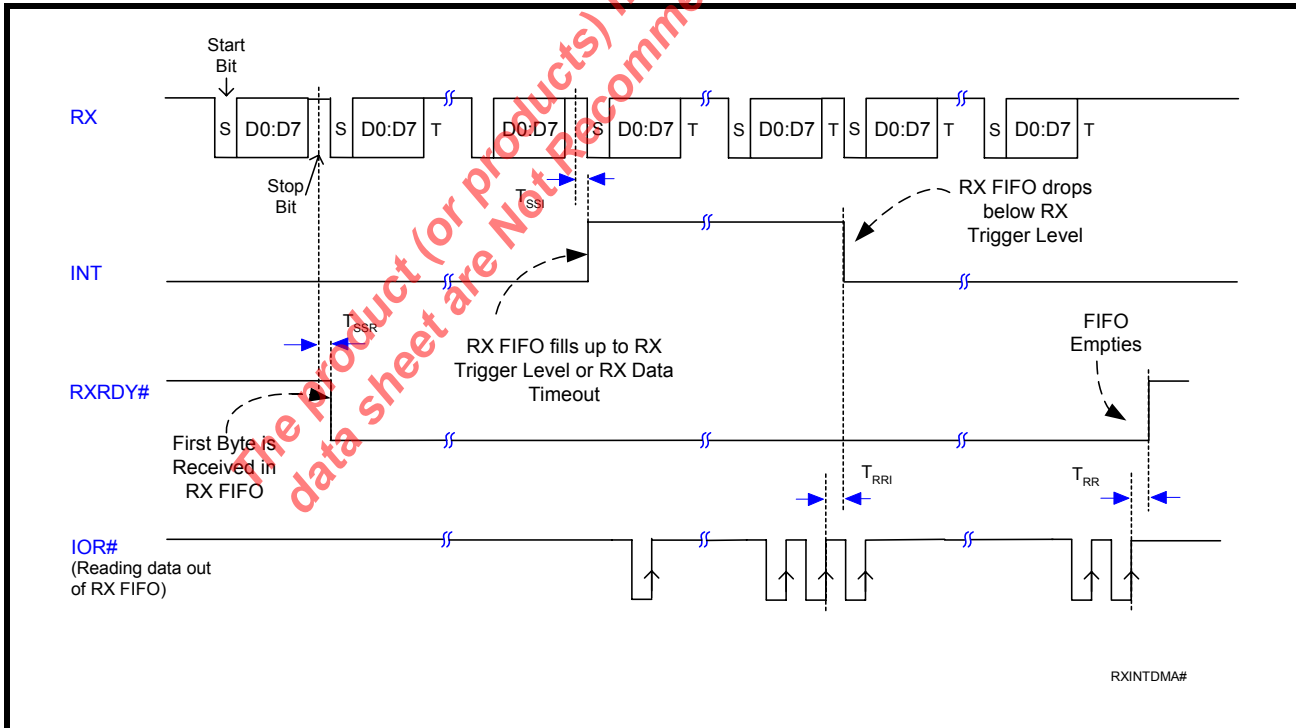 Start
Bit
RX
S D0:D7 S D0:D7 T D0:D7 S D0:D7 T S D0:D7 T S D0:D7 T S D0:D7 T
Stop
Bit
TSSI
RX FIFO drops
below RX
Trigger Level
INT
TSSR
RX FIFO fills up to RX
Trigger Level or RX Data
Timeout
FIFO
Empties
RXRDY#
First Byte is
Received in
RX FIFO
TRRI
TRR
IOR#
(Reading data out
of RX FIFO)
RXINTDMA#
The product (or products)
data sheet are Not Recomm